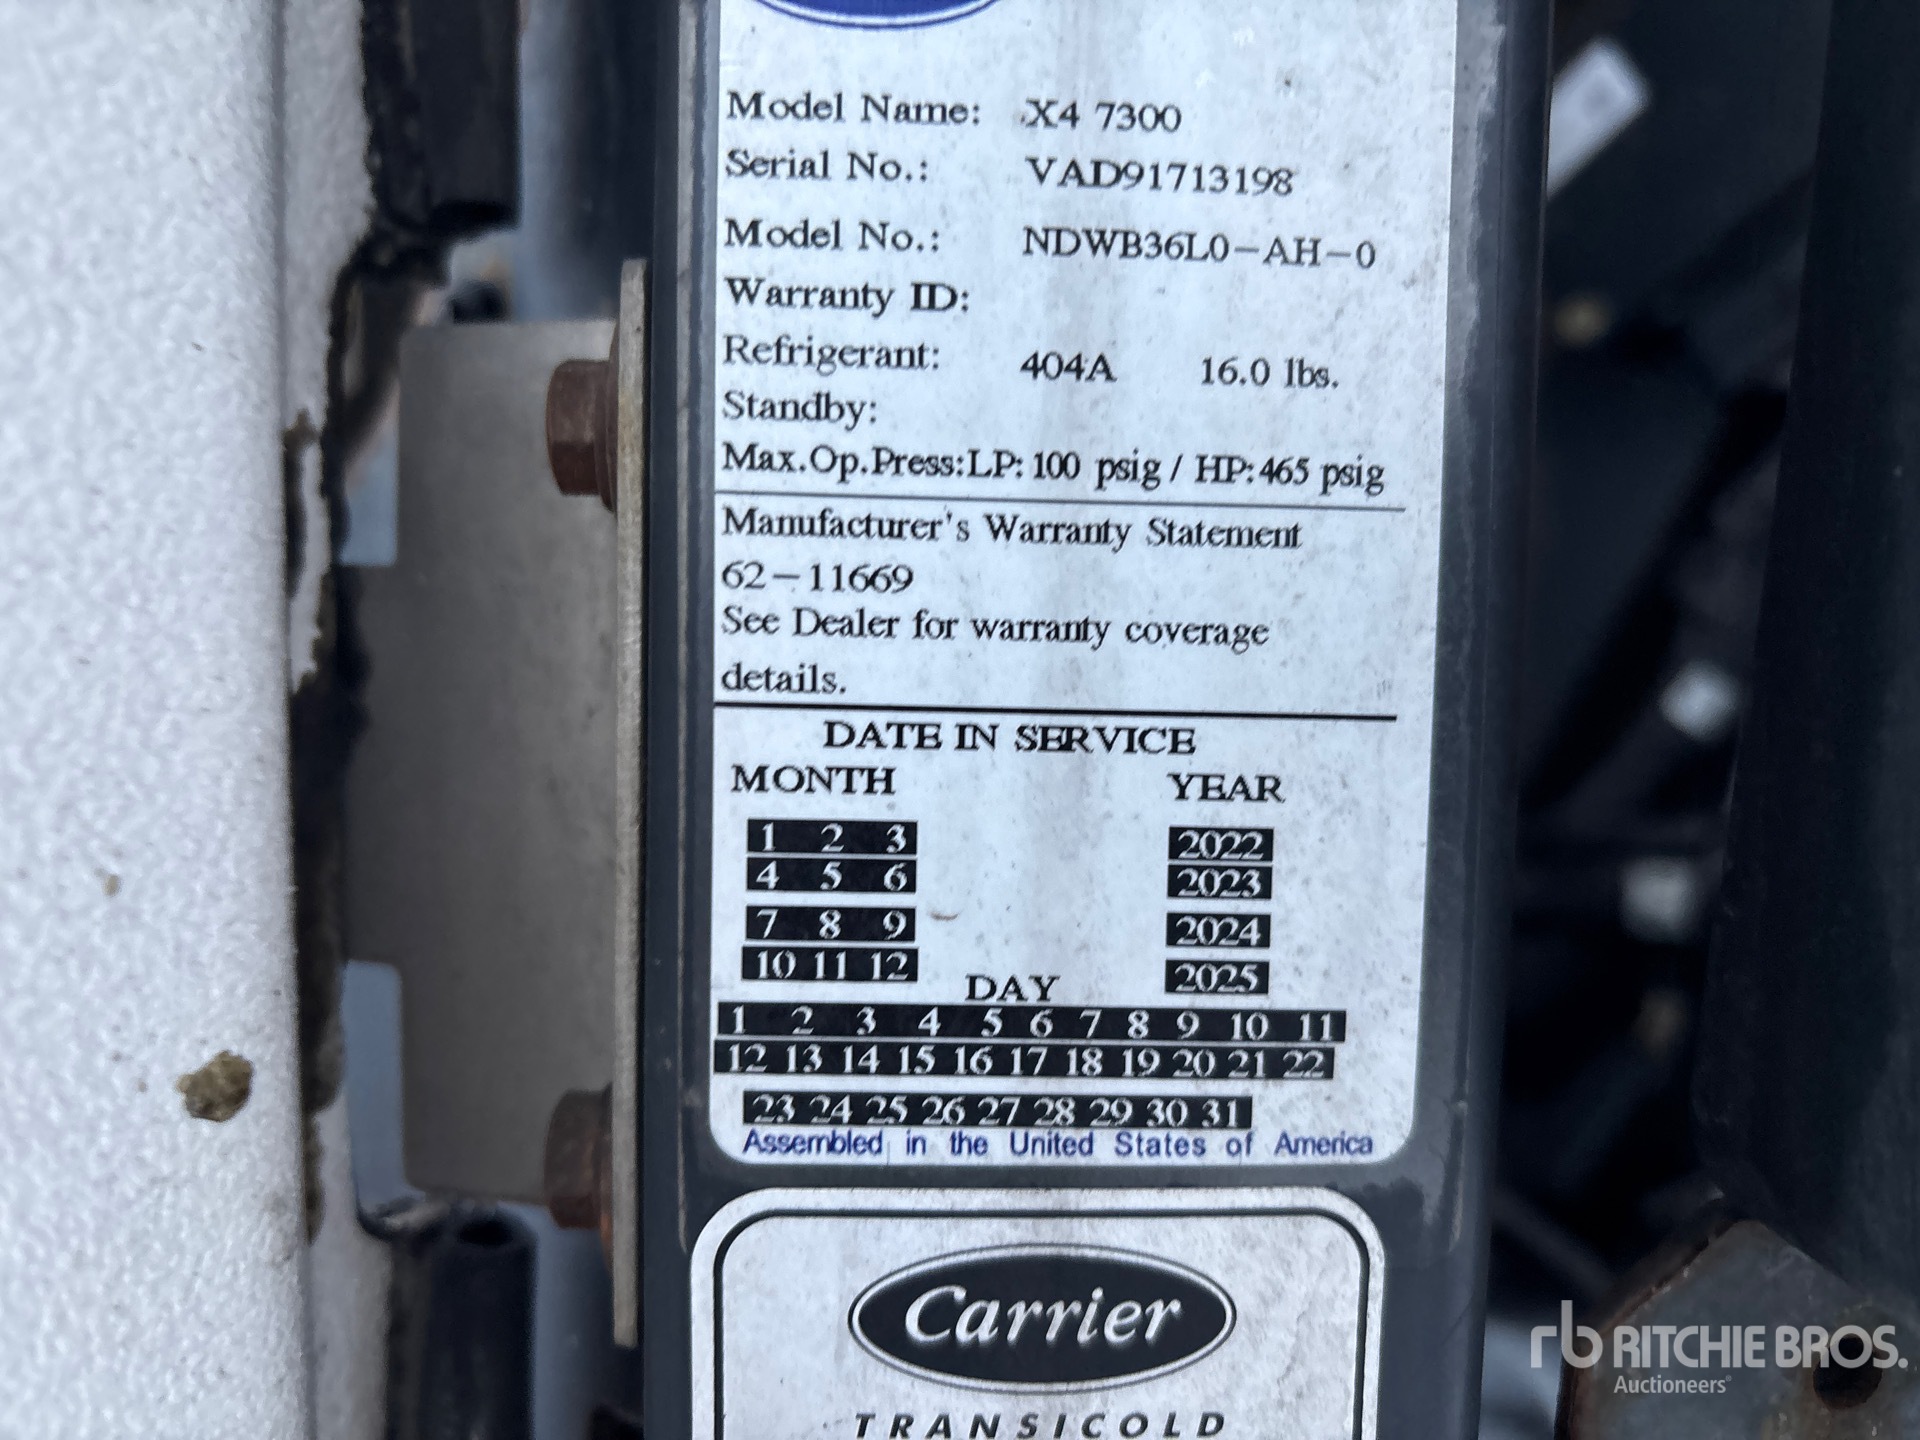 Model Name: X4 7300
Serial No.: VAD91713198
Model No.: NDWB36L0-AH-0
Warranty ID:
Refrigerant: 404A 16.0 lbs.
Standby:
Max.Op.Press:LP: 100 psig / HP:465 psig
Manufacturer's Warranty Statement
62-11669
See Dealer for warranty coverage
details.
DATE IN SERVICE
MONTH YEAR
1 2 3 2022
4 5 6 2023
7 8 9 2024
10 11 12 2025
DAY
1 2 3 4 5 6 7 8 9 10 11
12 13 14 15 16 17 18 19 20 21 22
23 24 25 26 27 28 29 30 31
Assembled in the United States of America
Carrier
TRANSICOLD
rb RITCHIE BROS.
Auctioneers